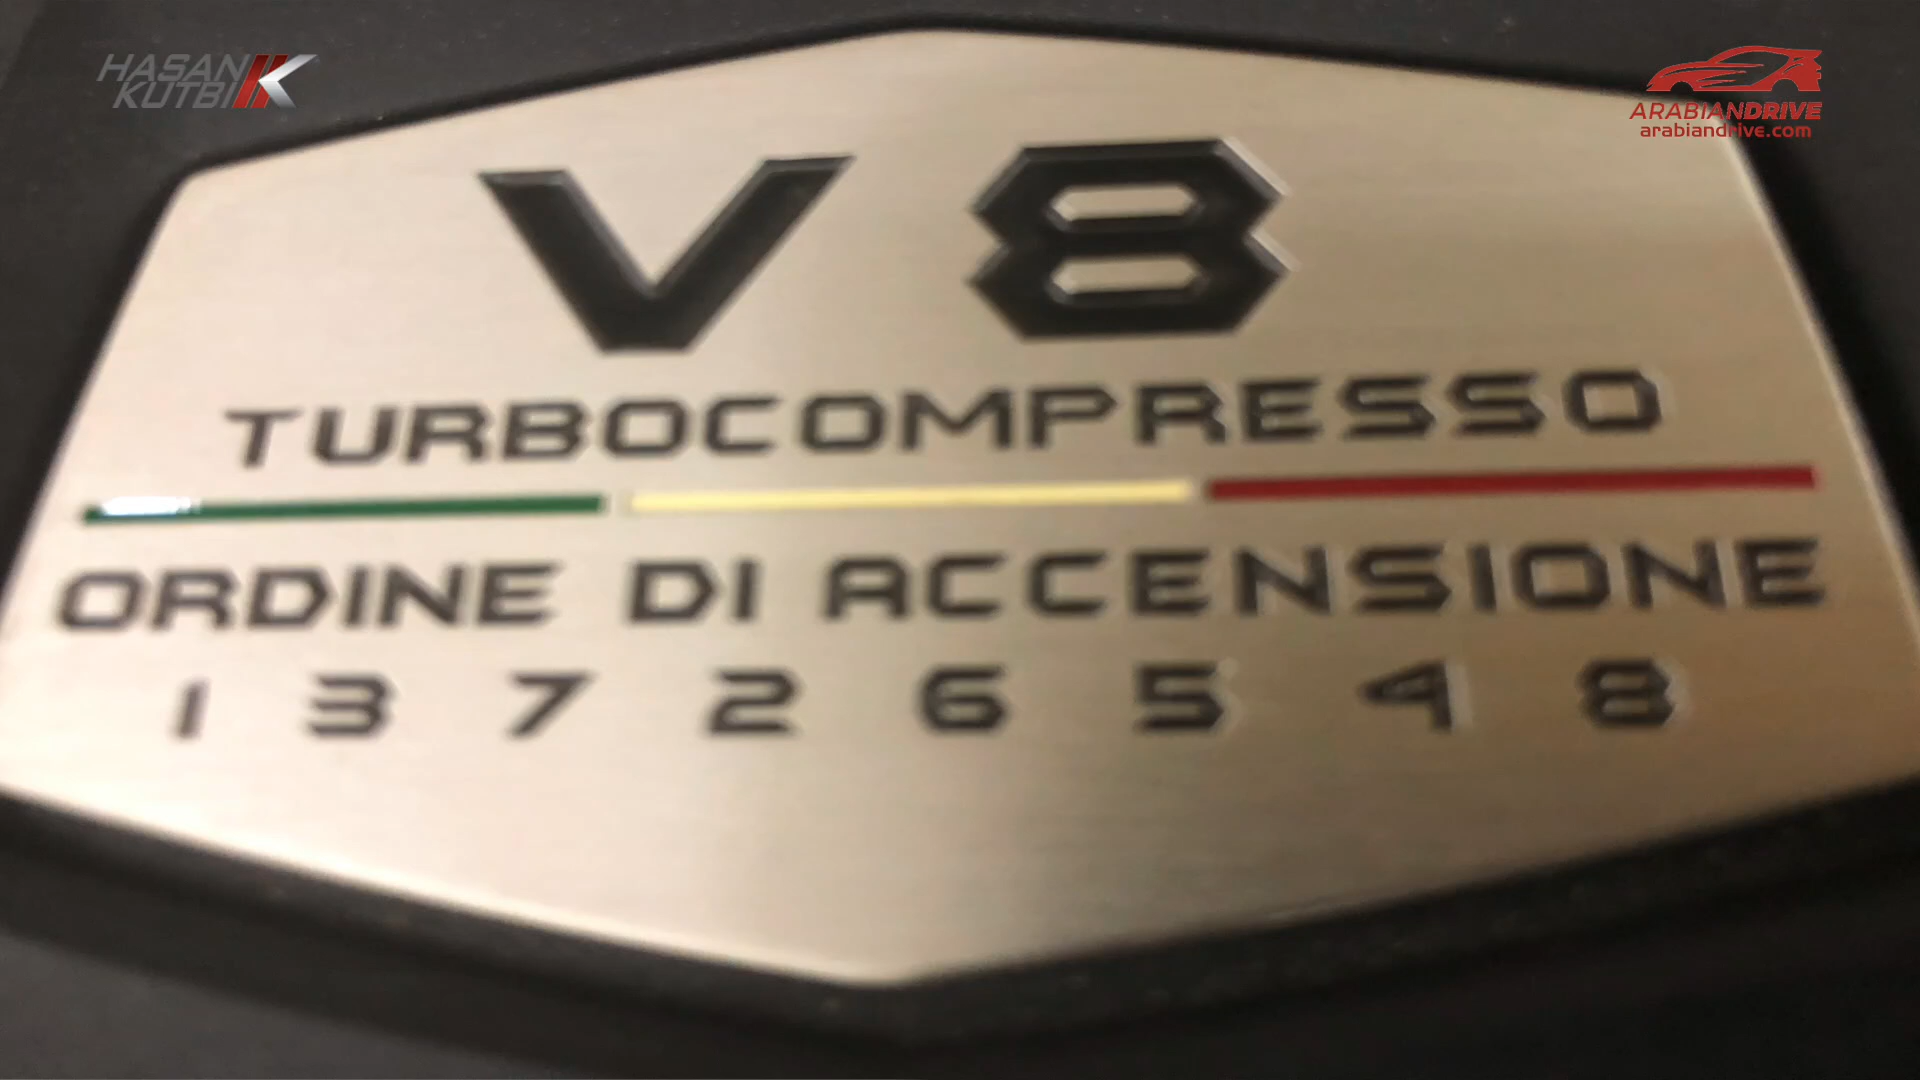 HASAN
KUTBI
ARABIANDRIVE
arabiandrive.com
V8
TURBOCOMPRESSO
ORDINE DI ACCENSIONE
1 3 7 2 6 5 4 8